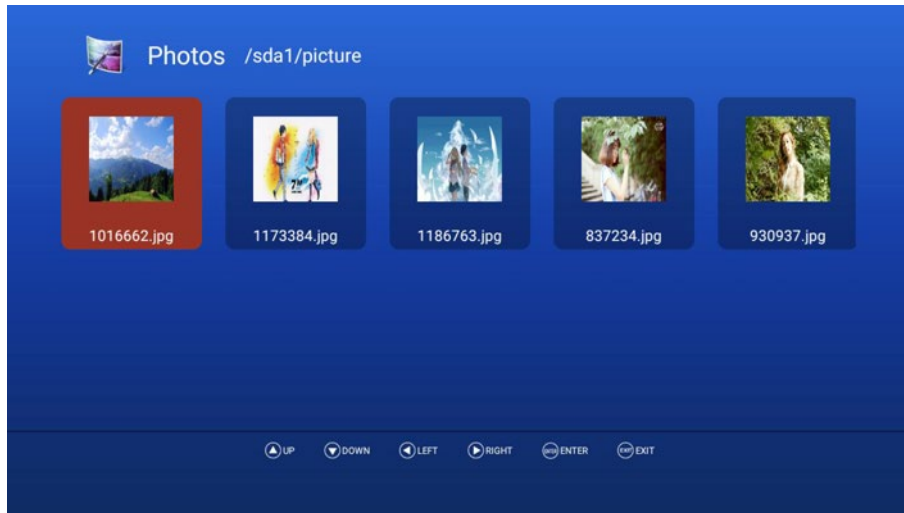 Photos /sda1/picture
1016662.jpg 1173384.jpg 1186763.jpg 837234.jpg 930937.jpg
UP DOWN LEFT RIGHT ENTER EXIT